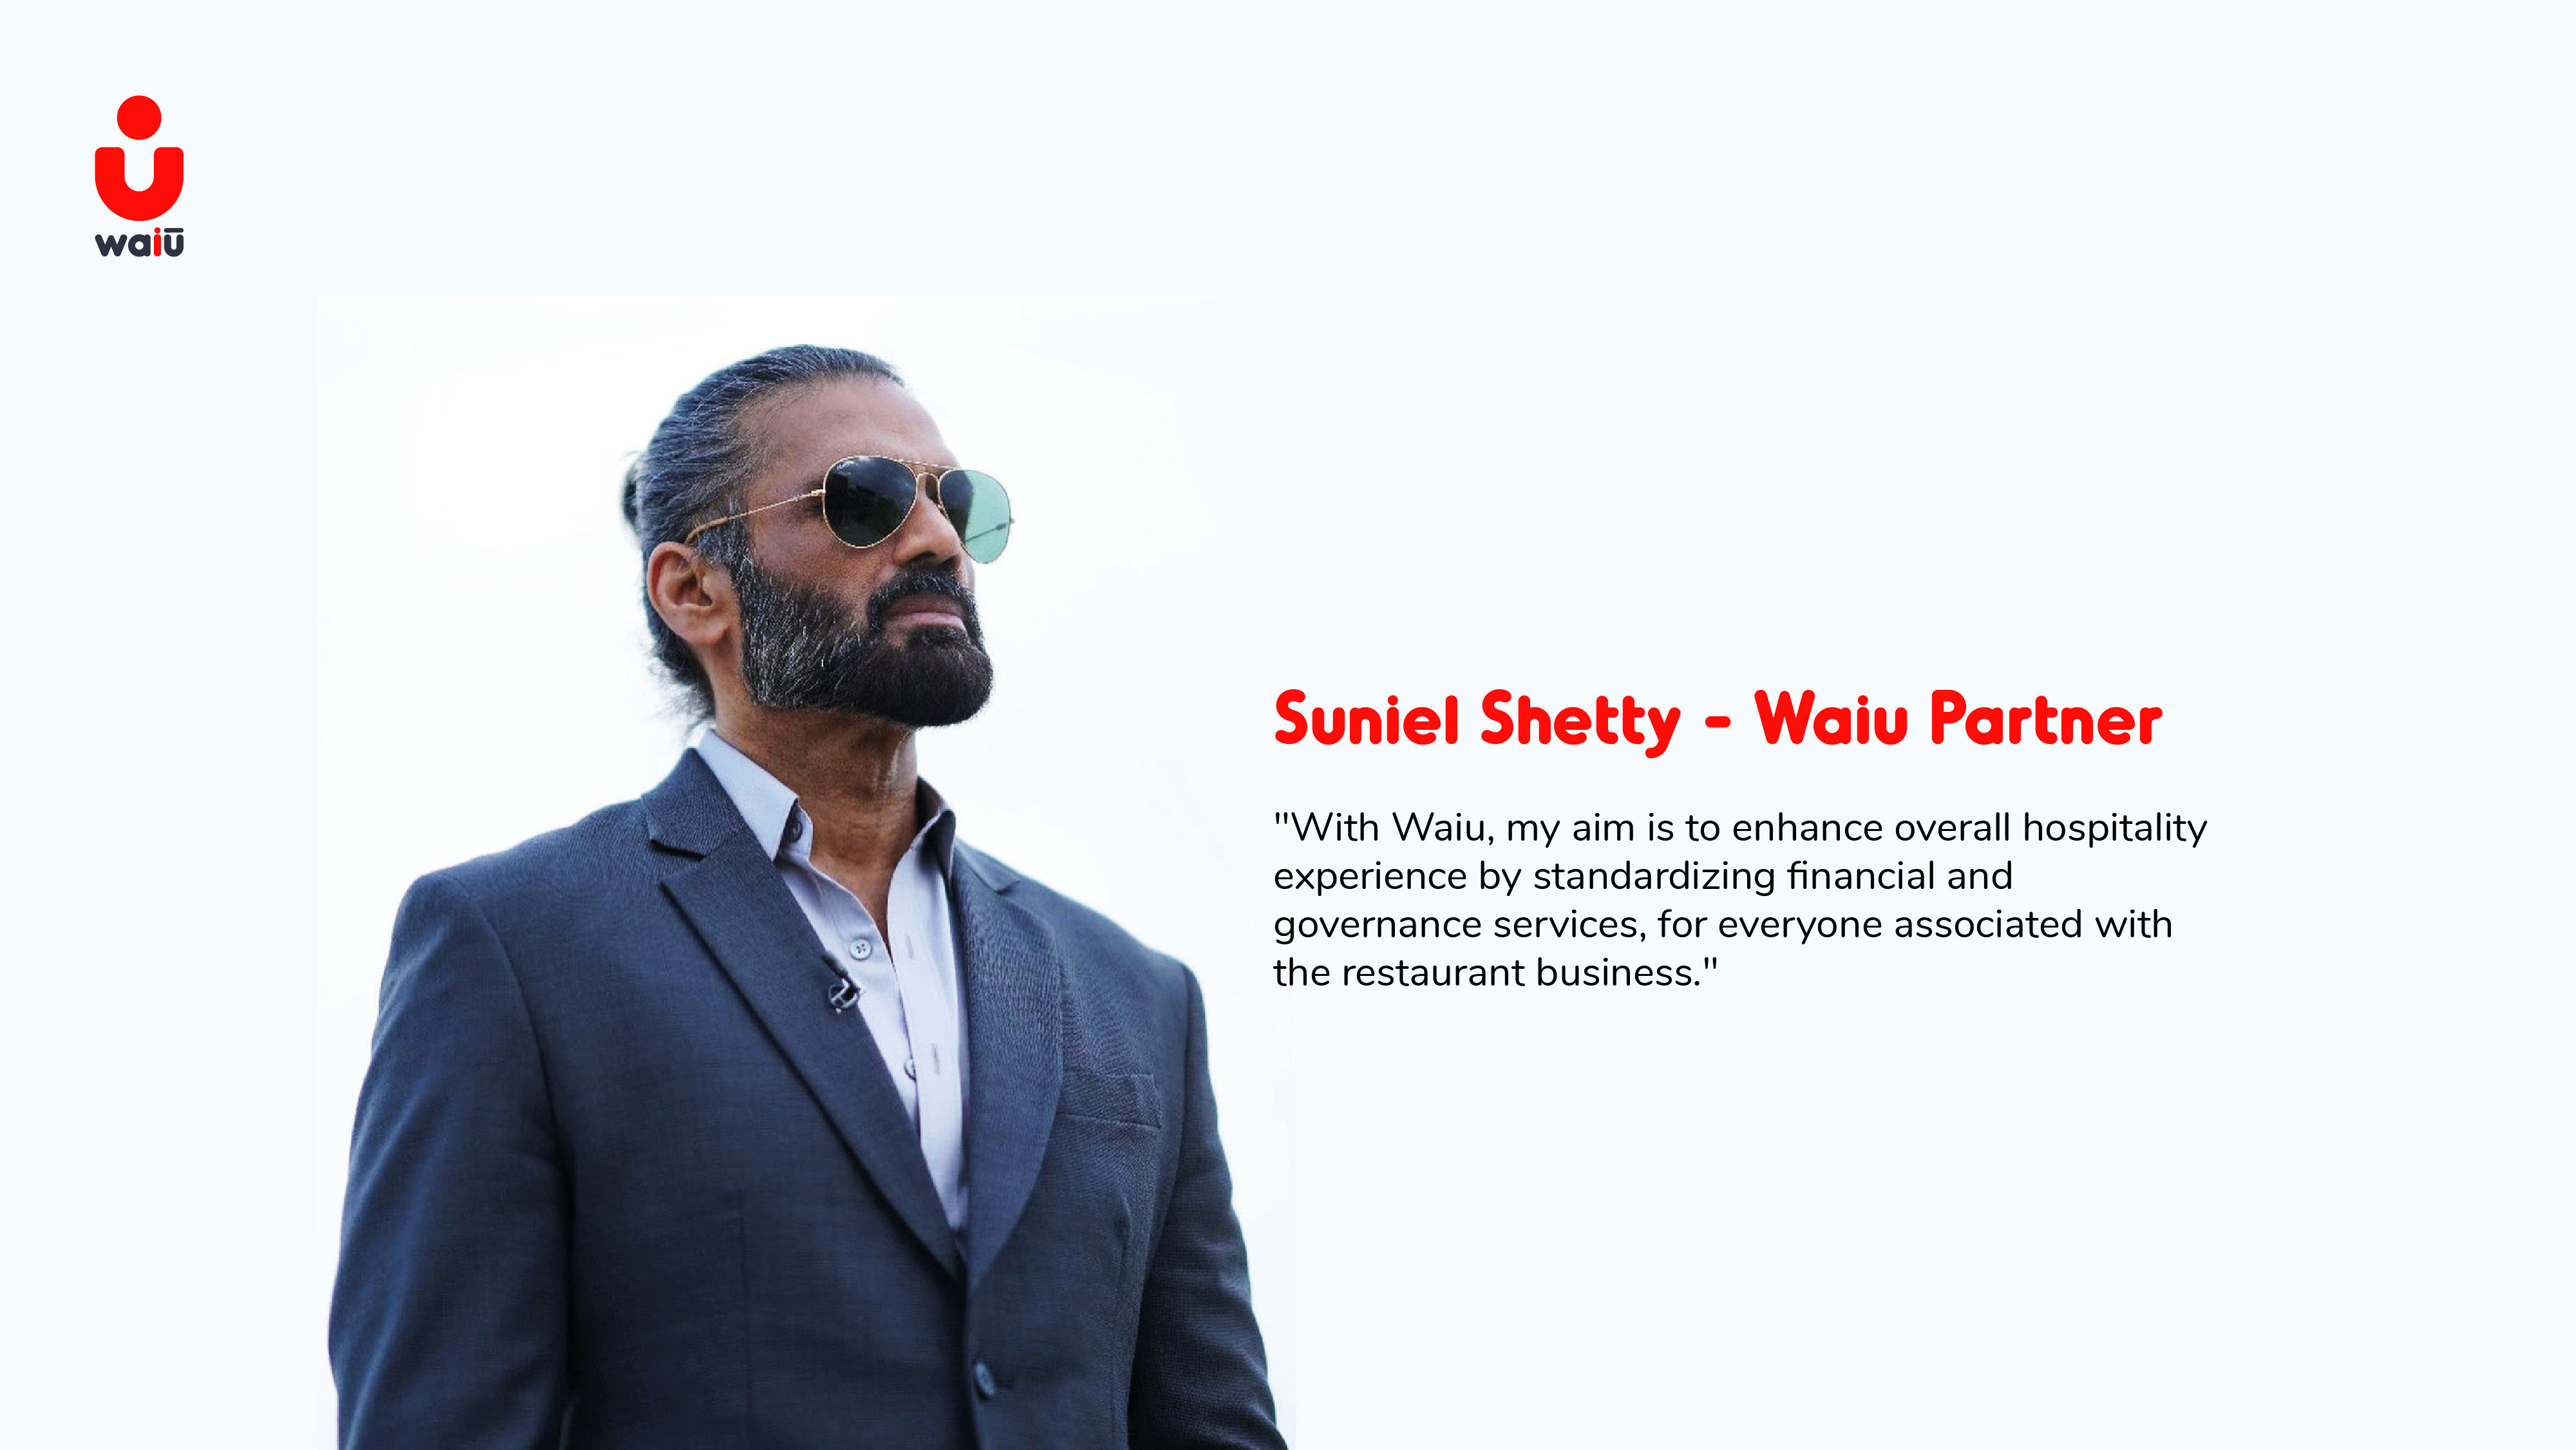 waiū
Suniel Shetty - Waiu Partner
"With Waiu, my aim is to enhance overall hospitality
experience by standardizing financial and
governance services, for everyone associated with
the restaurant business."